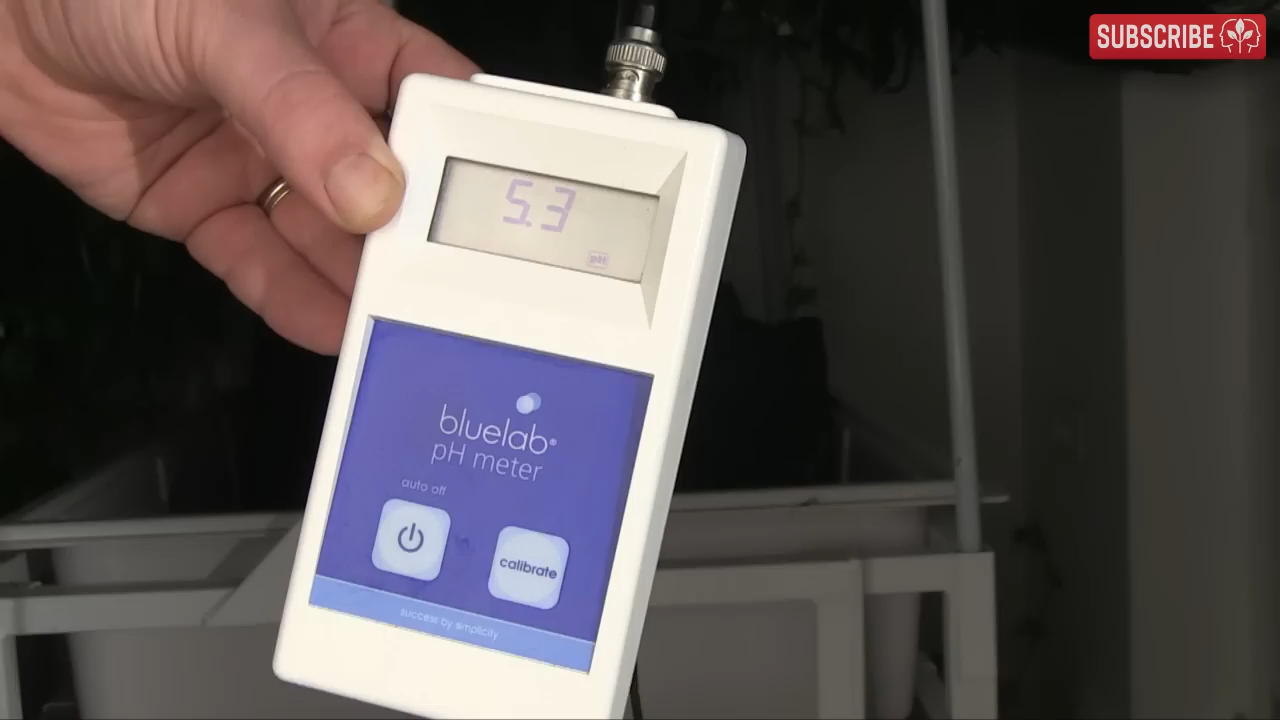 SUBSCRIBE
5.3
pH
bluelab®
pH meter
auto off
calibrate
success by simplicity